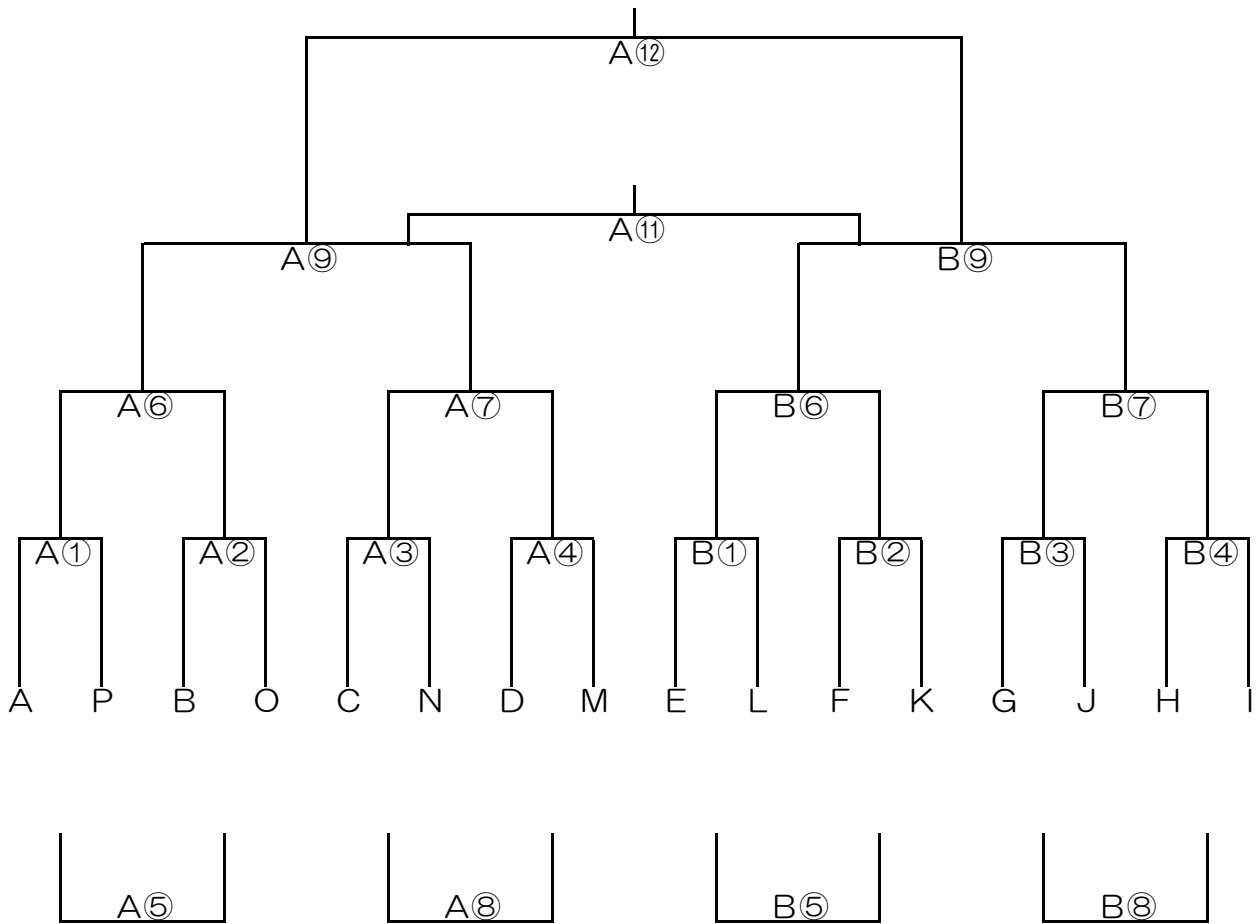 A⑫
A⑪
A⑨ B⑨
A⑥ A⑦ B⑥ B⑦
A① A② A③ A④ B① B② B③ B④
A P B O C N D M E L F K G J H I
A⑤ A⑧ B⑤ B⑧